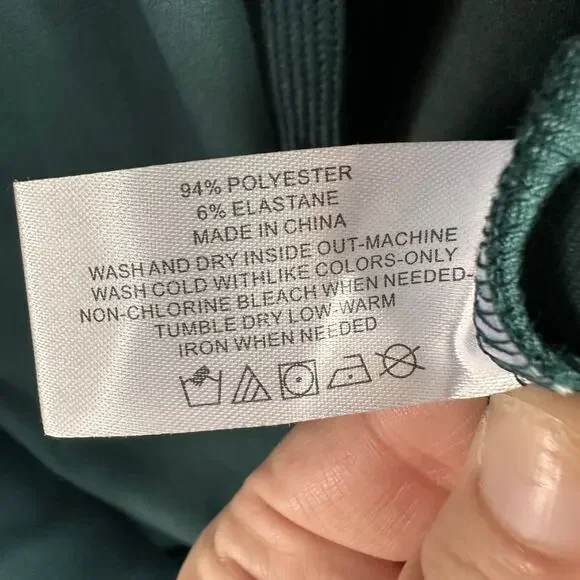 94% POLYESTER
6% ELASTANE
MADE IN CHINA
WASH AND DRY INSIDE OUT-MACHINE
WASH COLD WITHLIKE COLORS-ONLY
NON-CHLORINE BLEACH WHEN NEEDED-
TUMBLE DRY LOW-WARM
IRON WHEN NEEDED